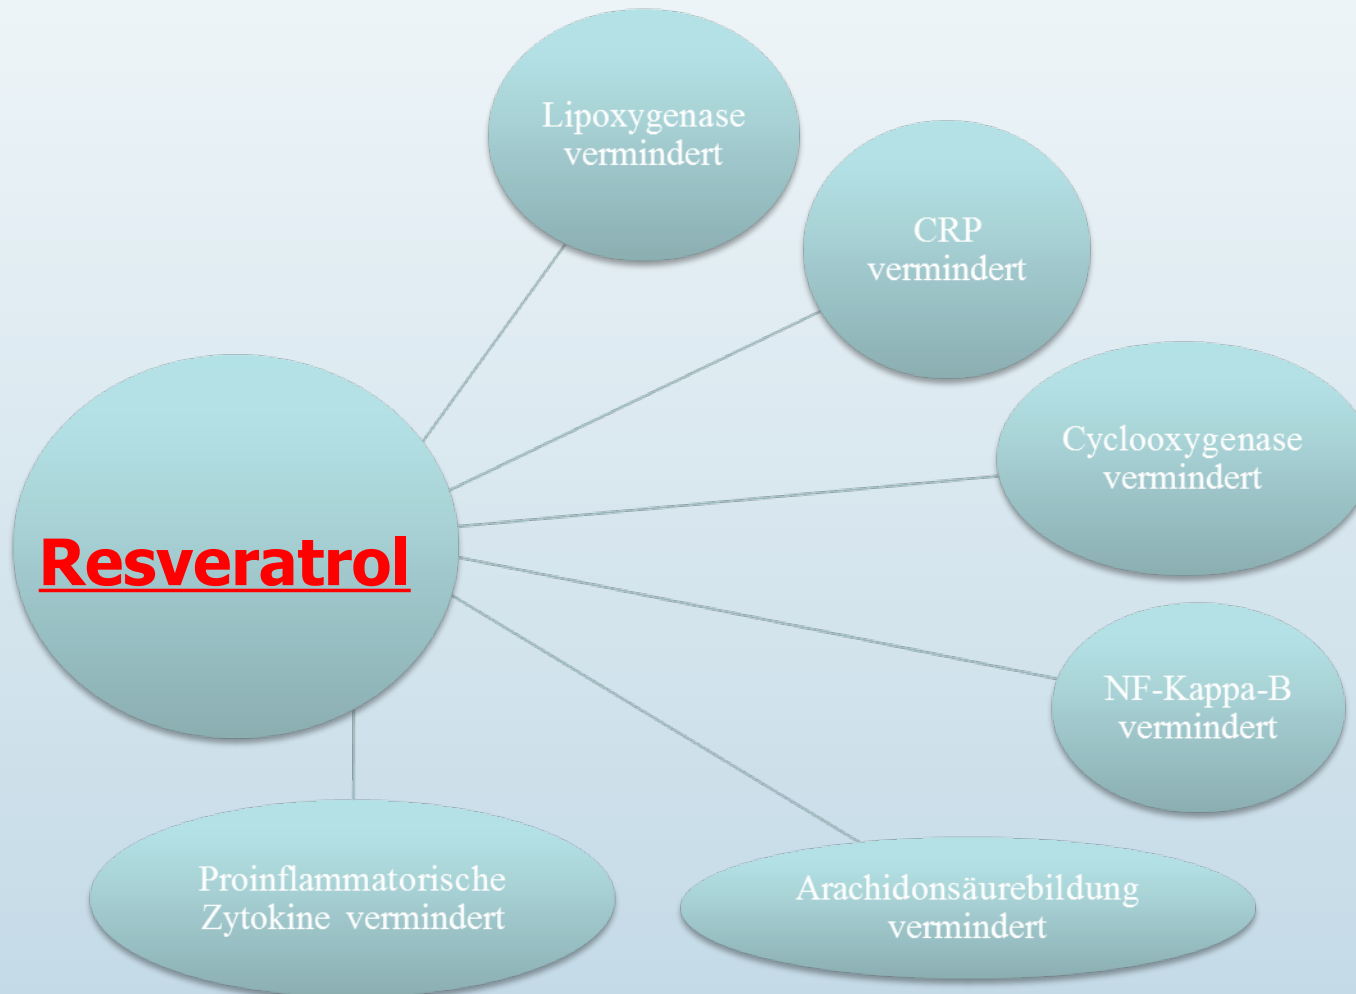 Lipoxygenase
vermindert
CRP
vermindert
Cyclooxygenase
vermindert
Resveratrol
NF-Kappa-B
vermindert
Proinflammatorische
Zytokine vermindert
Arachidonsäurebildung
vermindert